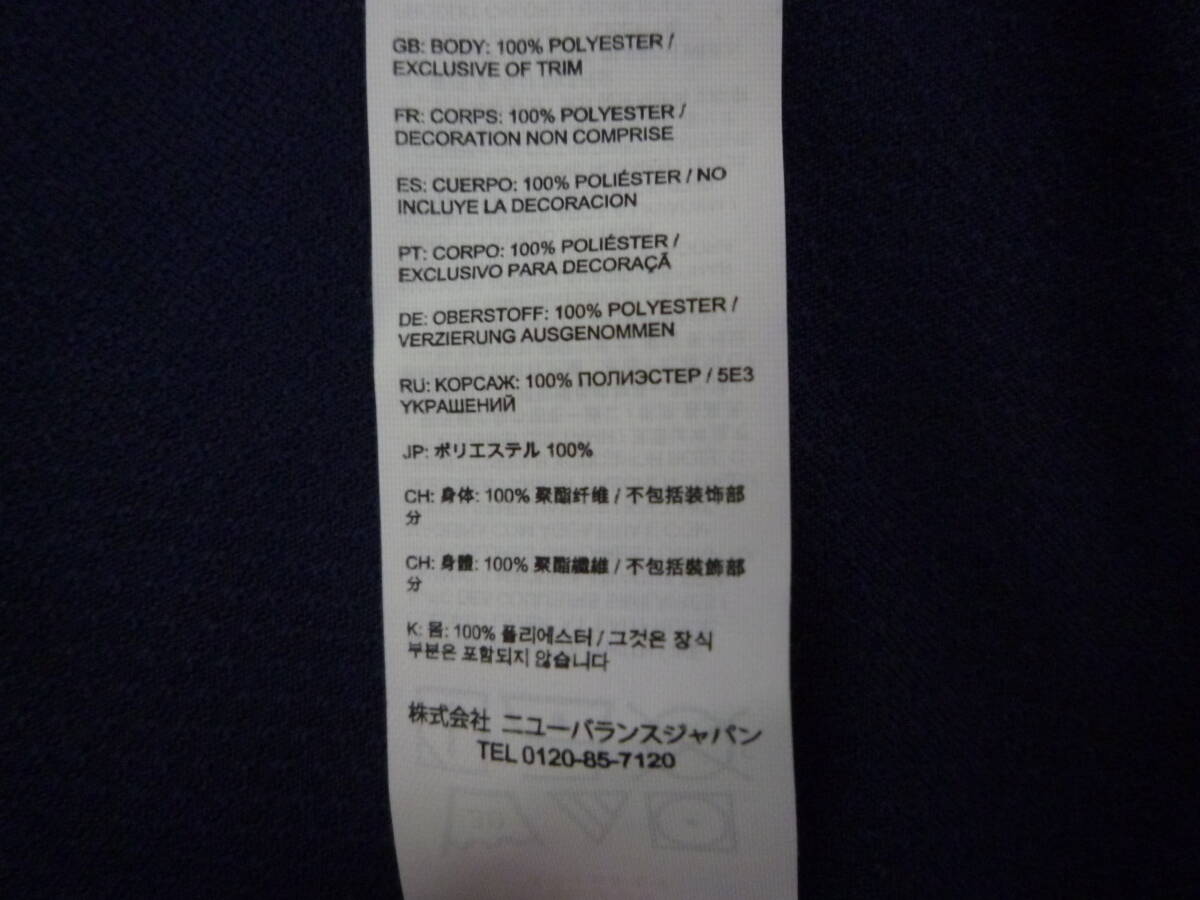 GB: BODY: 100% POLYESTER /
EXCLUSIVE OF TRIM
FR: CORPS: 100% POLYESTER /
DECORATION NON COMPRISE
ES: CUERPO: 100% POLIÉSTER / NO
INCLUYE LA DECORACION
PT: CORPO: 100% POLIÉSTER /
EXCLUSIVO PARA DECORAÇÃ
DE: OBERSTOFF: 100% POLYESTER /
VERZIERUNG AUSGENOMMEN
RU: КОРСАЖ: 100% ПОЛИЭСТЕР / 5E3
УКРАШЕНИЙ
JP: ポリエステル 100%
CH: 身体: 100% 聚酯纤维 / 不包括装饰部
分
CH: 身體: 100% 聚酯纖維 / 不包括裝飾部
分
K: 몸: 100% 폴리에스터 / 그것은 장식
부분은 포함되지 않습니다
株式会社 ニューバランスジャパン
TEL 0120-85-7120